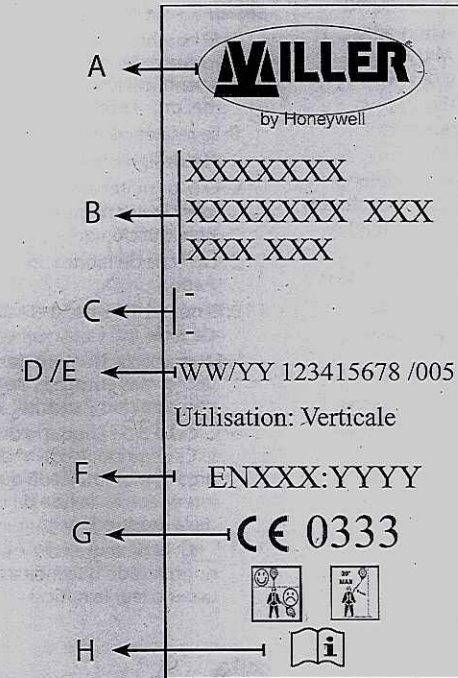 A
MILLER®
by Honeywell
B
XXXXXXX
XXXXXXX XXX
XXX XXX
C
-
-
D/E
WW/YY 123415678 /005
Utilisation: Verticale
F
ENXXX:YYYY
G
CE 0333
30°
MAX
H
i